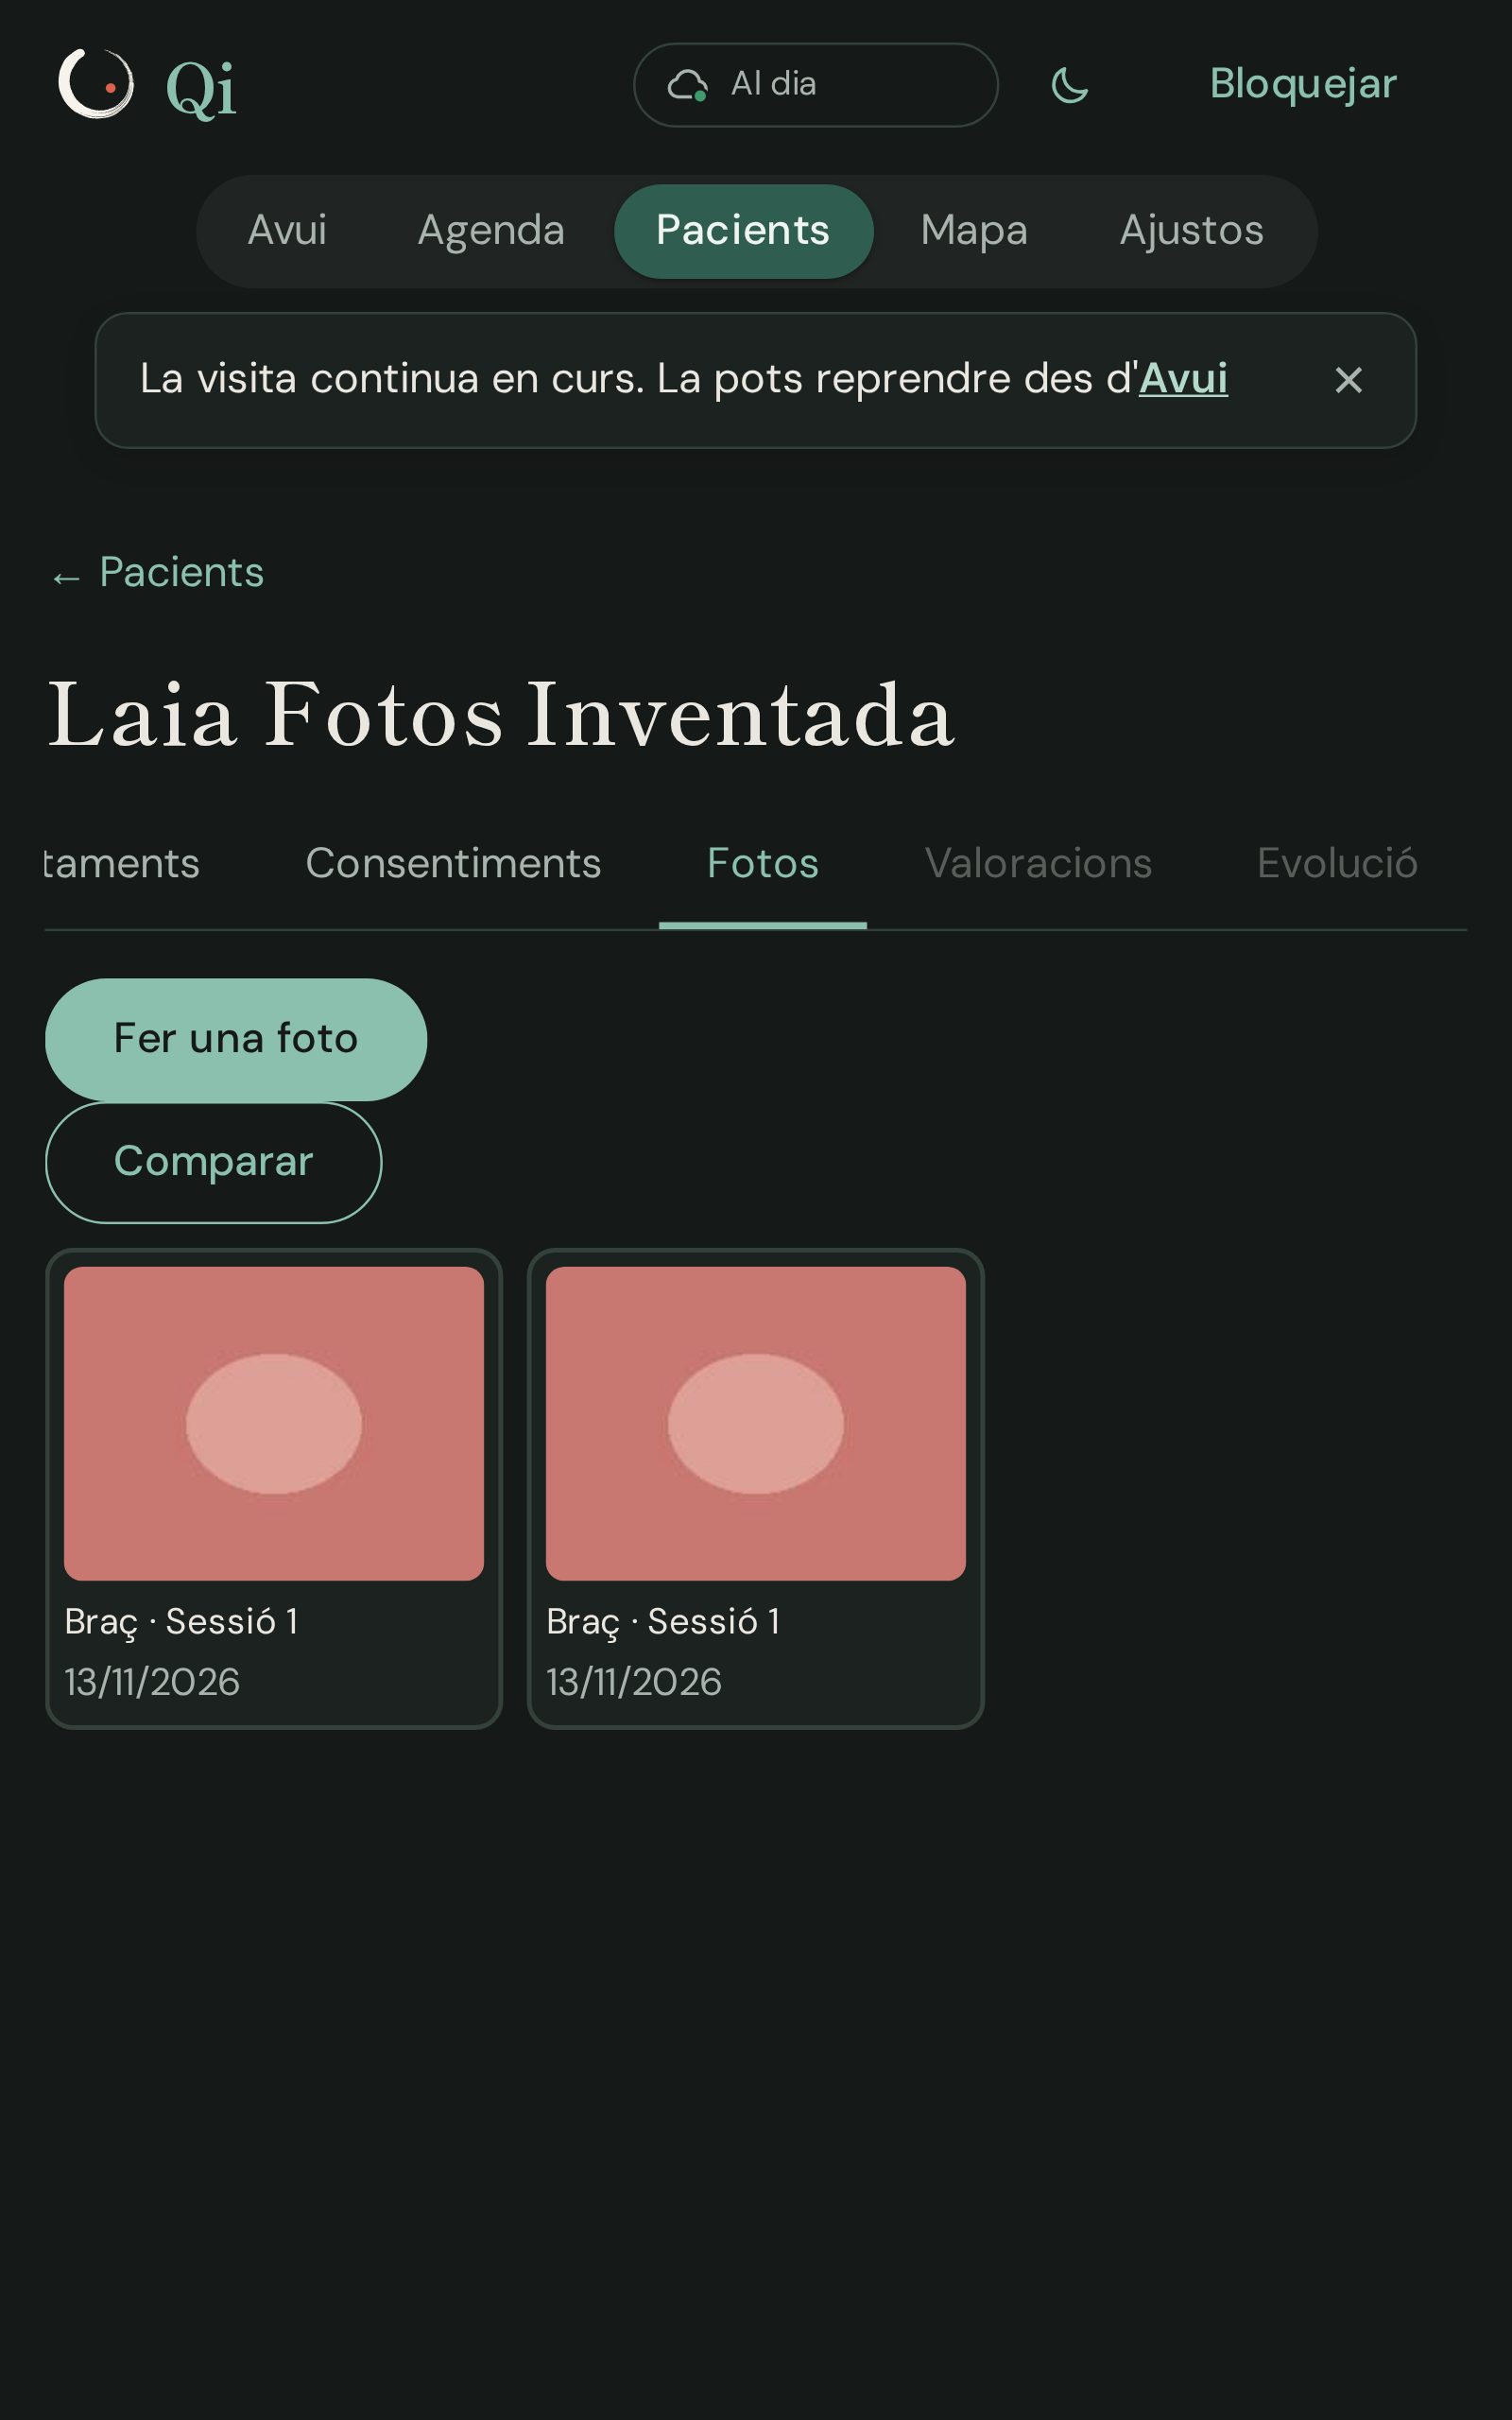 Qi
Al dia
Bloquejar
Avui
Agenda
Pacients
Mapa
Ajustos
La visita continua en curs. La pots reprendre des d'Avui
← Pacients
Laia Fotos Inventada
taments
Consentiments
Fotos
Valoracions
Evolució
Fer una foto
Comparar
Braç · Sessió 1
13/11/2026
Braç · Sessió 1
13/11/2026